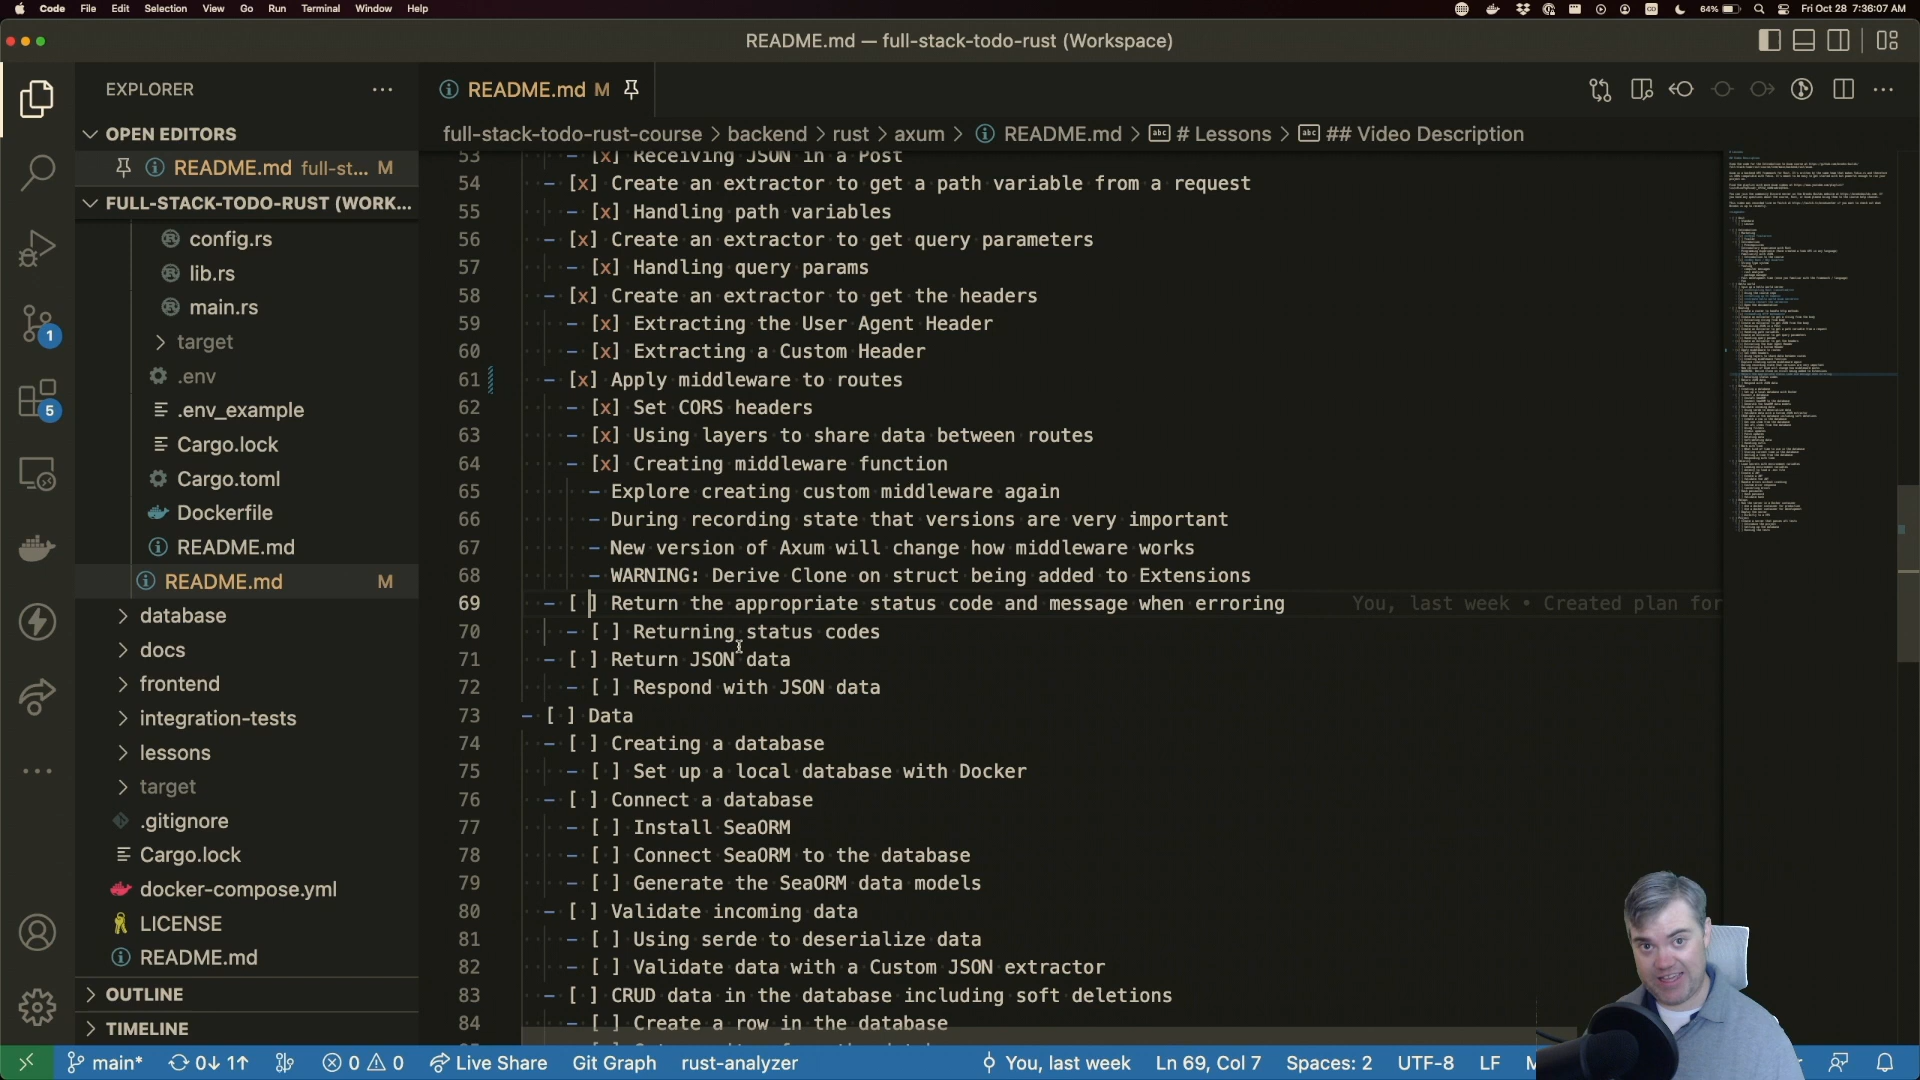 Code File Edit Selection View Go Run Terminal Window Help 64% Fri Oct 28 7:36:07 AM
README.md — full-stack-todo-rust (Workspace)
EXPLORER
OPEN EDITORS
README.md full-st... M
FULL-STACK-TODO-RUST (WORK...
config.rs
lib.rs
main.rs
target
.env
.env_example
Cargo.lock
Cargo.toml
Dockerfile
README.md
README.md M
database
docs
frontend
integration-tests
lessons
target
.gitignore
Cargo.lock
docker-compose.yml
LICENSE
README.md
OUTLINE
TIMELINE
1
5
README.md M
full-stack-todo-rust-course > backend > rust > axum > README.md > # Lessons > ## Video Description
53 - [x] Receiving JSON in a Post
54 - [x] Create an extractor to get a path variable from a request
55 - [x] Handling path variables
56 - [x] Create an extractor to get query parameters
57 - [x] Handling query params
58 - [x] Create an extractor to get the headers
59 - [x] Extracting the User Agent Header
60 - [x] Extracting a Custom Header
61 - [x] Apply middleware to routes
62 - [x] Set CORS headers
63 - [x] Using layers to share data between routes
64 - [x] Creating middleware function
65 - Explore creating custom middleware again
66 - During recording state that versions are very important
67 - New version of Axum will change how middleware works
68 - WARNING: Derive Clone on struct being added to Extensions
69 - [ ] Return the appropriate status code and message when erroring You, last week • Created plan for
70 - [ ] Returning status codes
71 - [ ] Return JSON data
72 - [ ] Respond with JSON data
73 - [ ] Data
74 - [ ] Creating a database
75 - [ ] Set up a local database with Docker
76 - [ ] Connect a database
77 - [ ] Install SeaORM
78 - [ ] Connect SeaORM to the database
79 - [ ] Generate the SeaORM data models
80 - [ ] Validate incoming data
81 - [ ] Using serde to deserialize data
82 - [ ] Validate data with a Custom JSON extractor
83 - [ ] CRUD data in the database including soft deletions
84 - [ ] Create a row in the database
main* 0↓ 1↑ 0 0 Live Share Git Graph rust-analyzer You, last week Ln 69, Col 7 Spaces: 2 UTF-8 LF